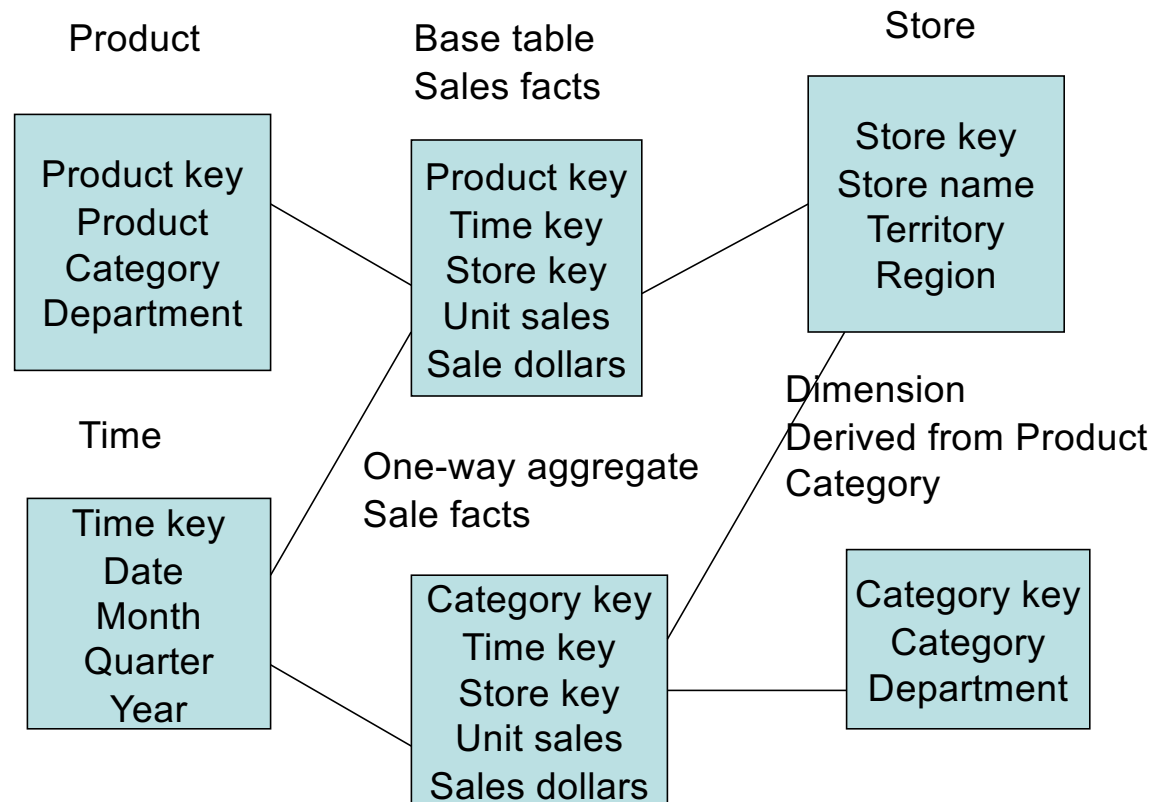 Product
Product key
Product
Category
Department
Base table
Sales facts
Product key
Time key
Store key
Unit sales
Sale dollars
Store
Store key
Store name
Territory
Region
Time
Time key
Date
Month
Quarter
Year
One-way aggregate
Sale facts
Category key
Time key
Store key
Unit sales
Sales dollars
Dimension
Derived from Product
Category
Category key
Category
Department